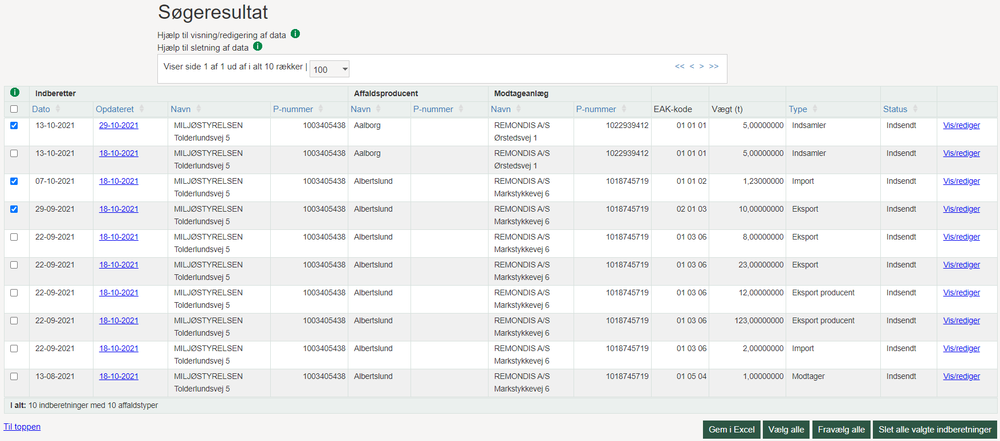 Søgeresultat
Hjælp til visning/redigering af data
Hjælp til sletning af data
Viser side 1 af 1 ud af i alt 10 rækker | 100 << < > >>
Indberetter Affaldsproducent Modtageanlæg
Dato Opdateret Navn P-nummer Navn P-nummer Navn P-nummer EAK-kode Vægt (t) Type Status
13-10-2021 29-10-2021 MILJØSTYRELSEN 1003405438 Aalborg REMONDIS A/S 1022939412 01 01 01 5,00000000 Indsamler Indsendt Vis/rediger
Tolderlundsvej 5 Ørstedsvej 1
13-10-2021 18-10-2021 MILJØSTYRELSEN 1003405438 Aalborg REMONDIS A/S 1022939412 01 01 01 5,00000000 Indsamler Indsendt Vis/rediger
Tolderlundsvej 5 Ørstedsvej 1
07-10-2021 18-10-2021 MILJØSTYRELSEN 1003405438 Albertslund REMONDIS A/S 1018745719 01 01 02 1,23000000 Import Indsendt Vis/rediger
Tolderlundsvej 5 Markstykkevej 6
29-09-2021 18-10-2021 MILJØSTYRELSEN 1003405438 Albertslund REMONDIS A/S 1018745719 02 01 03 10,00000000 Eksport Indsendt Vis/rediger
Tolderlundsvej 5 Markstykkevej 6
22-09-2021 18-10-2021 MILJØSTYRELSEN 1003405438 Albertslund REMONDIS A/S 1018745719 01 03 06 8,00000000 Eksport Indsendt Vis/rediger
Tolderlundsvej 5 Markstykkevej 6
22-09-2021 18-10-2021 MILJØSTYRELSEN 1003405438 Albertslund REMONDIS A/S 1018745719 01 03 06 23,00000000 Eksport Indsendt Vis/rediger
Tolderlundsvej 5 Markstykkevej 6
22-09-2021 18-10-2021 MILJØSTYRELSEN 1003405438 Albertslund REMONDIS A/S 1018745719 01 03 06 12,00000000 Eksport producent Indsendt Vis/rediger
Tolderlundsvej 5 Markstykkevej 6
22-09-2021 18-10-2021 MILJØSTYRELSEN 1003405438 Albertslund REMONDIS A/S 1018745719 01 03 06 123,00000000 Eksport producent Indsendt Vis/rediger
Tolderlundsvej 5 Markstykkevej 6
22-09-2021 18-10-2021 MILJØSTYRELSEN 1003405438 Albertslund REMONDIS A/S 1018745719 01 03 06 2,00000000 Import Indsendt Vis/rediger
Tolderlundsvej 5 Markstykkevej 6
13-08-2021 18-10-2021 MILJØSTYRELSEN 1003405438 Albertslund REMONDIS A/S 1018745719 01 05 04 1,00000000 Modtager Indsendt Vis/rediger
Tolderlundsvej 5 Markstykkevej 6
I alt: 10 indberetninger med 10 affaldstyper
Til toppen Gem i Excel Vælg alle Fravælg alle Slet alle valgte indberetninger